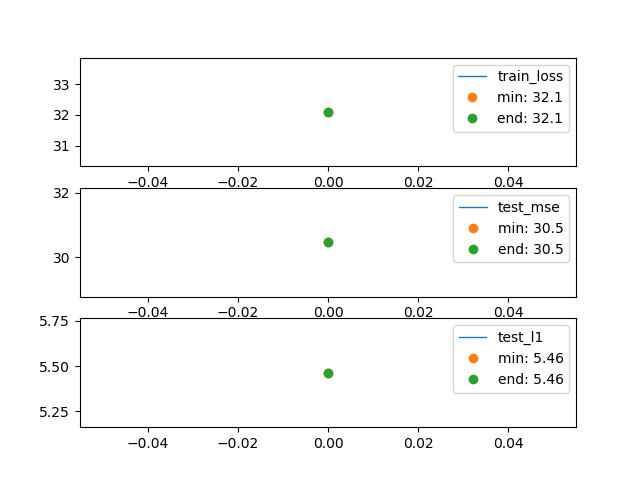 33
32
31
train_loss
min: 32.1
end: 32.1
−0.04 −0.02 0.00 0.02 0.04
32
30
test_mse
min: 30.5
end: 30.5
−0.04 −0.02 0.00 0.02 0.04
5.75
5.50
5.25
test_l1
min: 5.46
end: 5.46
−0.04 −0.02 0.00 0.02 0.04